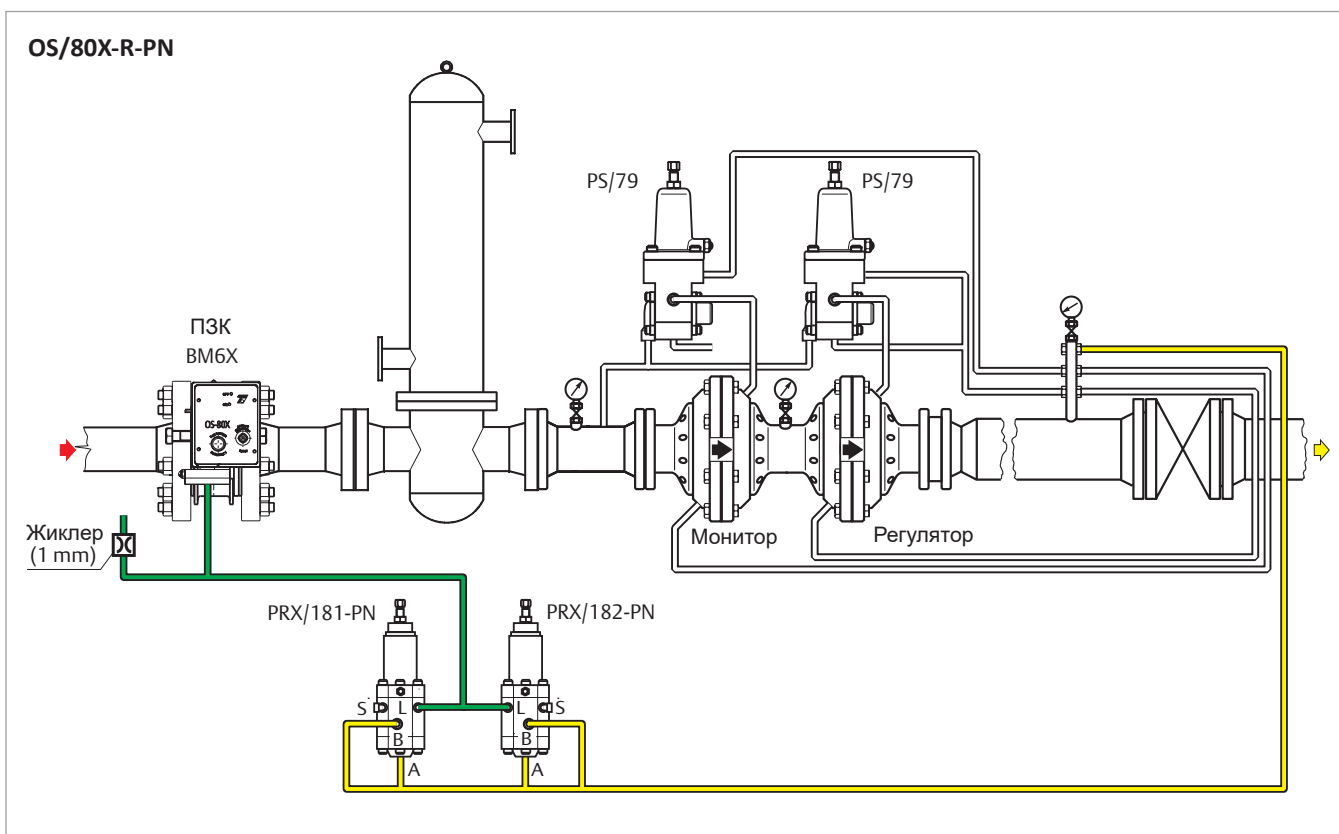 OS/80X-R-PN
PS/79
PS/79
ПЗК
BM6X
OS-80X
Монитор
Регулятор
Жиклер
(1 mm)
PRX/181-PN
PRX/182-PN
S
L
L
S
B
B
A
A